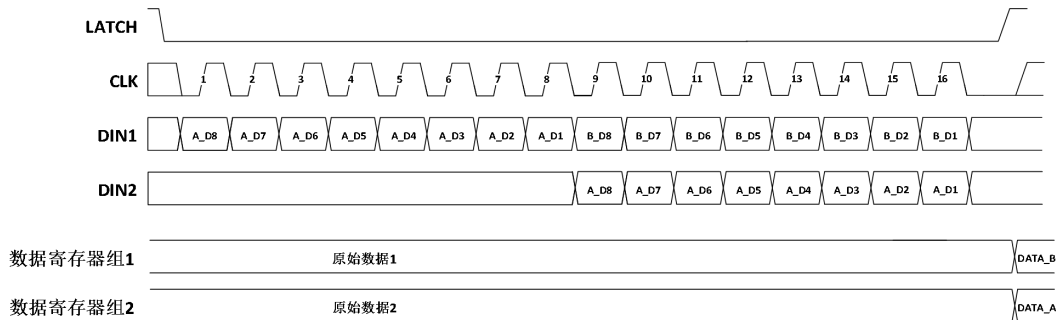 LATCH
CLK 1 2 3 4 5 6 7 8 9 10 11 12 13 14 15 16
DIN1 A_D8 A_D7 A_D6 A_D5 A_D4 A_D3 A_D2 A_D1 B_D8 B_D7 B_D6 B_D5 B_D4 B_D3 B_D2 B_D1
DIN2 A_D8 A_D7 A_D6 A_D5 A_D4 A_D3 A_D2 A_D1
数据寄存器组1 原始数据1 DATA_B
数据寄存器组2 原始数据2 DATA_A